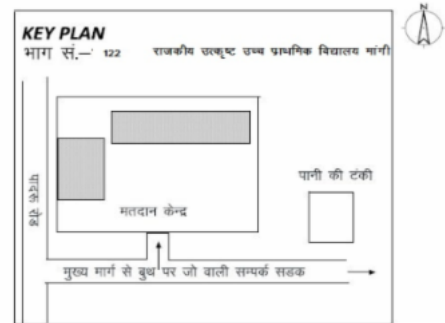 N
KEY PLAN
भाग सं.–' 122 राजकीय उत्कृष्ट उच्च प्राथमिक विद्यालय मांगी
पानी की टंकी
मतदान केन्द्र
रोड
मुख्य मार्ग से बुथ पर जो वाली सम्पर्क सडक